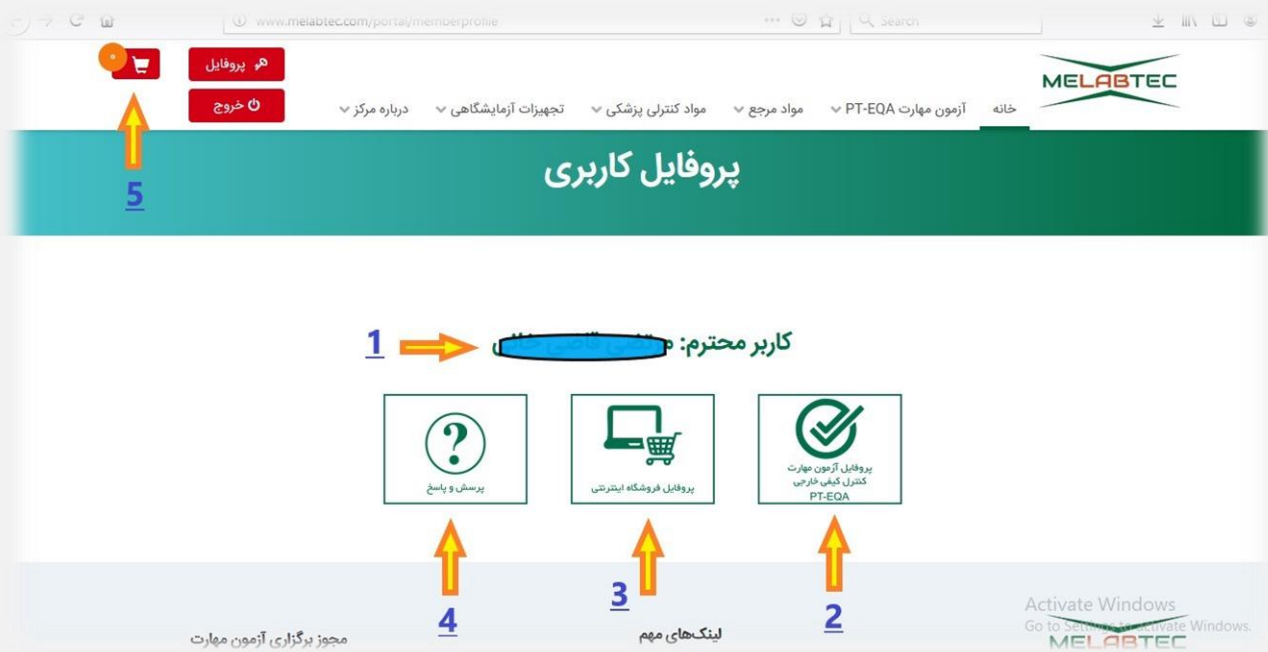 www.melabtec.com/portal/memberprofile
Search
MELABTEC
خانه
آزمون مهارت PT-EQA
مواد مرجع
مواد کنترلی پزشکی
تجهیزات آزمایشگاهی
درباره مرکز
پروفایل
خروج
5
پروفایل کاربری
کاربر محترم:
1
پروفایل آزمون مهارت
کنترل کیفی خارجی
PT-EQA
پروفایل فروشگاه اینترنتی
پرسش و پاسخ
2
3
4
Activate Windows
Go to Settings to activate Windows.
MELABTEC
لینک‌های مهم
مجوز برگزاری آزمون مهارت